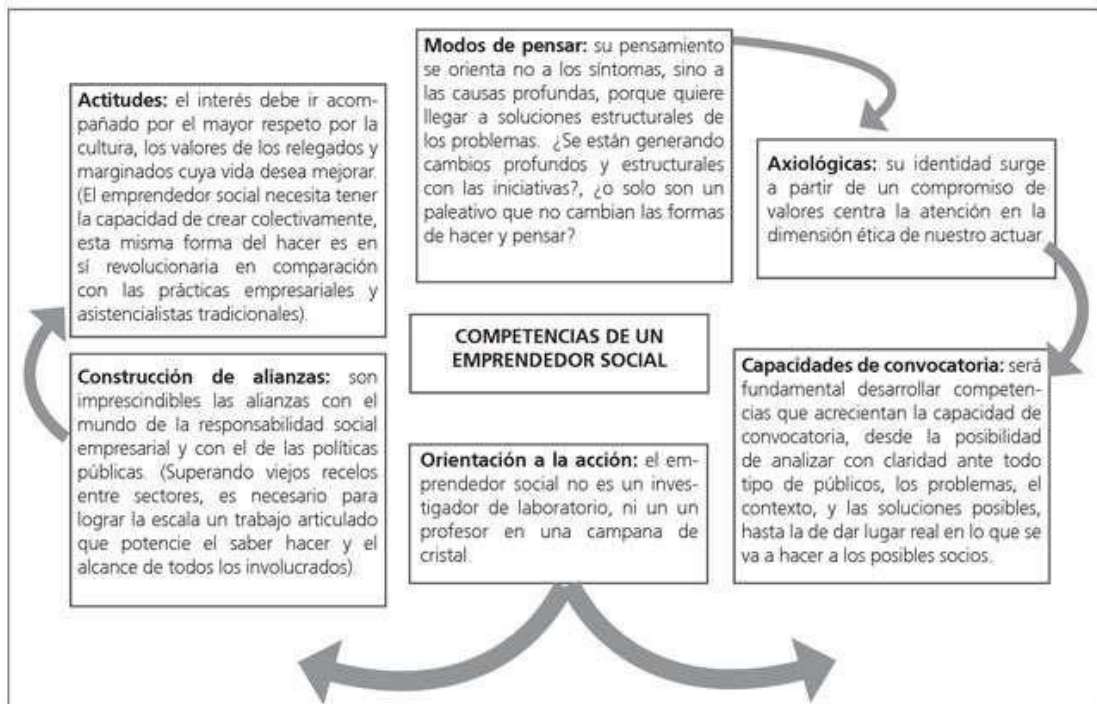 Modos de pensar: su pensamiento
se orienta no a los síntomas, sino a
las causas profundas, porque quiere
llegar a soluciones estructurales de
los problemas. ¿Se están generando
cambios profundos y estructurales
con las iniciativas?, ¿o solo son un
paleativo que no cambian las formas
de hacer y pensar?
Actitudes: el interés debe ir acom-
pañado por el mayor respeto por la
cultura, los valores de los relegados y
marginados cuya vida desea mejorar.
(El emprendedor social necesita tener
la capacidad de crear colectivamente,
esta misma forma del hacer es en
sí revolucionaria en comparación
con las prácticas empresariales y
asistencialistas tradicionales).
Axiológicas: su identidad surge
a partir de un compromiso de
valores centra la atención en la
dimensión ética de nuestro actuar
COMPETENCIAS DE UN
EMPRENDEDOR SOCIAL
Construcción de alianzas: son
imprescindibles las alianzas con el
mundo de la responsabilidad social
empresarial y con el de las políticas
públicas. (Superando viejos recelos
entre sectores, es necesario para
lograr la escala un trabajo articulado
que potencie el saber hacer y el
alcance de todos los involucrados).
Orientación a la acción: el em-
prendedor social no es un inves-
tigador de laboratorio, ni un un
profesor en una campana de
cristal.
Capacidades de convocatoria: será
fundamental desarrollar competen-
cias que acrecientan la capacidad de
convocatoria, desde la posibilidad
de analizar con claridad ante todo
tipo de públicos, los problemas, el
contexto, y las soluciones posibles,
hasta la de dar lugar real en lo que se
va a hacer a los posibles socios.